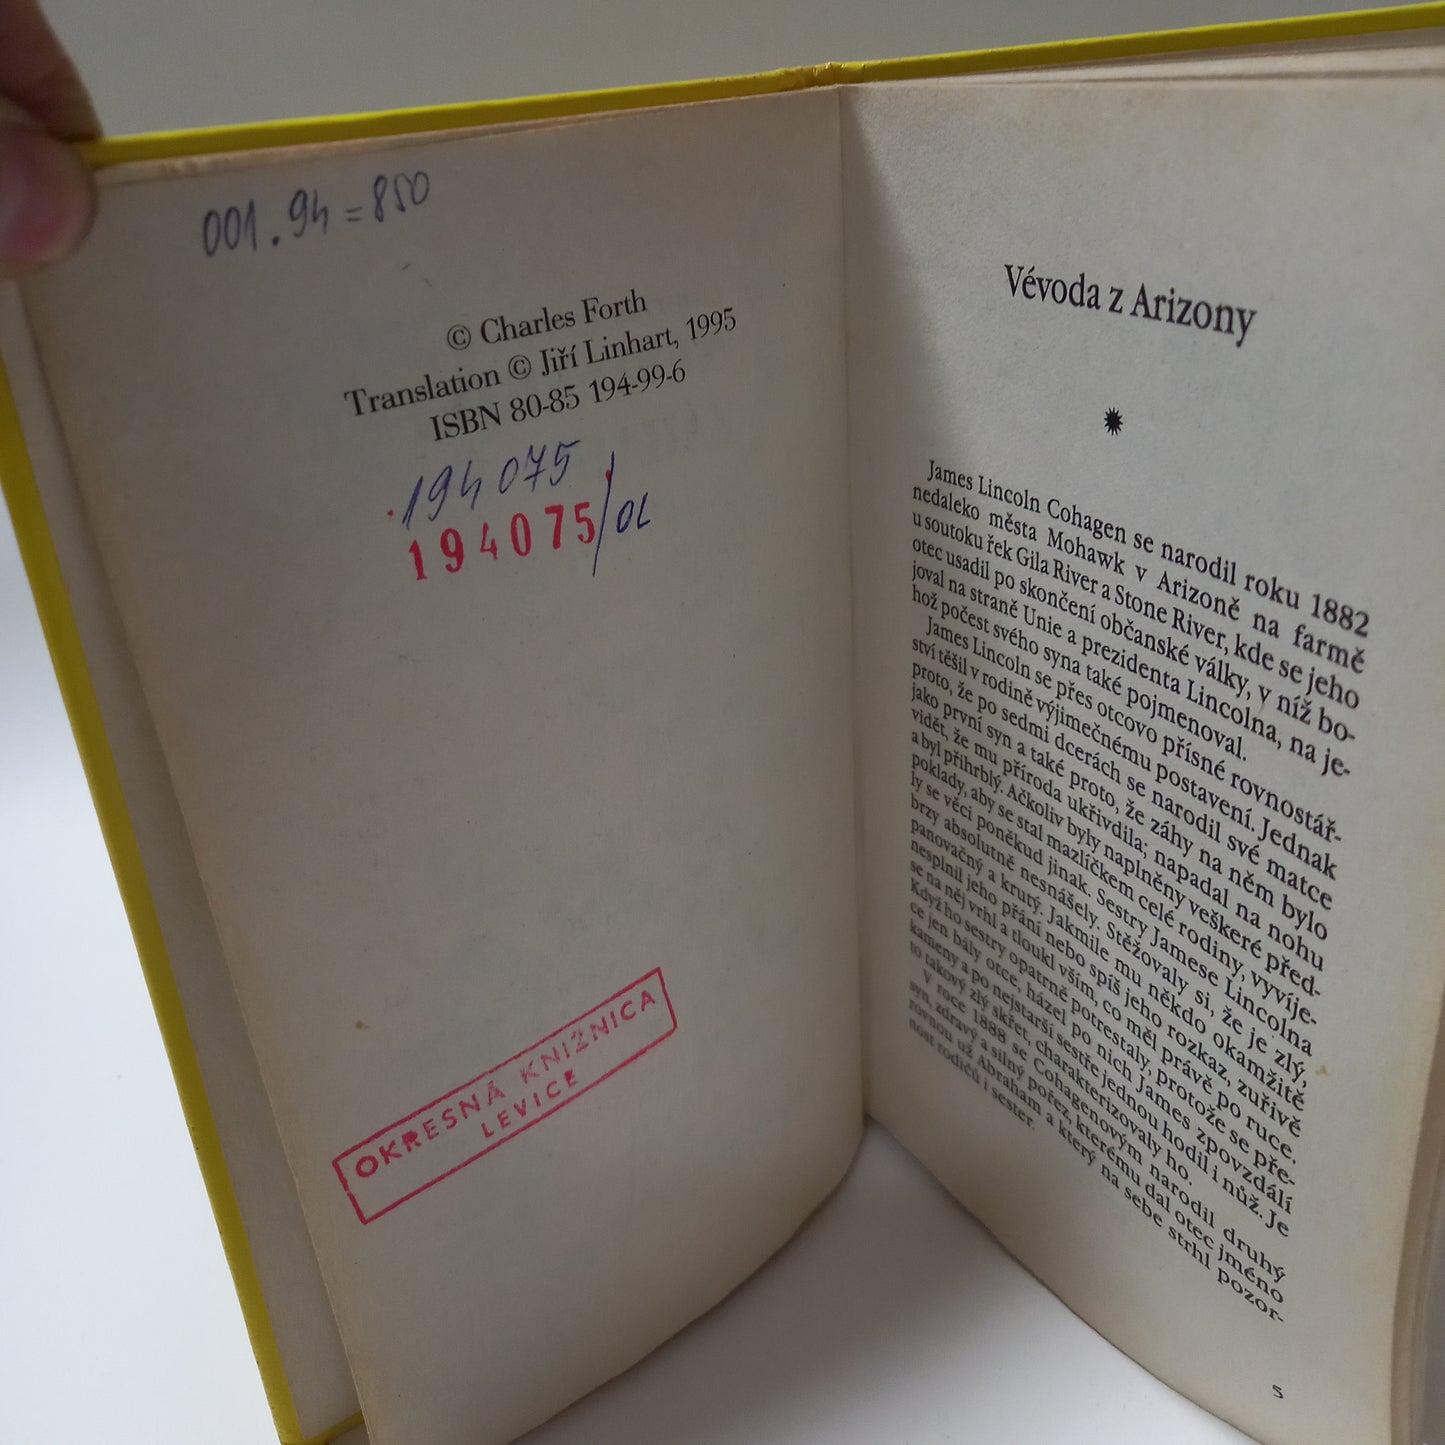 001.94=850
© Charles Forth
Translation © Jiří Linhart, 1995
ISBN 80-85 194-99-6
194075
194075/OL
OKRESNÁ KNIŽNICA
LEVICE
Vévoda z Arizony
James Lincoln Cohagen se narodil roku 1882
nedaleko města Mohawk v Arizoně na farmě
u soutoku řek Gila River a Stone River, kde se jeho
otec usadil po skončení občanské války, v níž bo-
joval na straně Unie a prezidenta Lincolna, na je-
hož počest svého syna také pojmenoval.
James Lincoln se přes otcovo přísné rovnostář-
ství těšil v rodině výjimečnému postavení. Jednak
proto, že po sedmi dcerách se narodil své matce
jako první syn a také proto, že záhy na něm bylo
vidět, že mu příroda ukřivdila; napadal na nohu
a byl přihrblý. Ačkoliv byly naplněny veškeré před-
poklady, aby se stal mazlíčkem celé rodiny, vyvíje-
ly se věci poněkud jinak. Sestry Jamese Lincolna
brzy absolutně nesnášely. Stěžovaly si, že je zlý,
panovačný a krutý. Jakmile mu někdo okamžitě
nesplnil jeho přání nebo spíš jeho rozkaz, zuřivě
se na něj vrhl a tloukl vším, co měl právě po ruce.
Když ho sestry opatrně potrestaly, protože se pře-
ce jen bály otce, házel po nich James zpovzdálí
kameny a po nejstarší sestře jednou hodil i nůž. Je
to takový zlý skřet, charakterizovaly ho.
V roce 1888 se Cohagenovým narodil druhý
syn, zdravý a silný pořez, kterému dal otec jméno
rovnou už Abraham a který na sebe strhl pozor-
nost rodičů i sester.
5